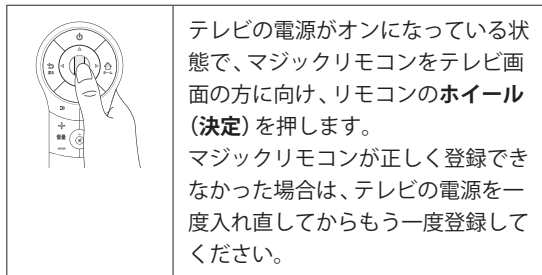 テレビの電源がオンになっている状
態で、マジックリモコンをテレビ画
面の方に向け、リモコンのホイール
(決定)を押します。
マジックリモコンが正しく登録でき
なかった場合は、テレビの電源を一
度入れ直してからもう一度登録して
ください。
音量